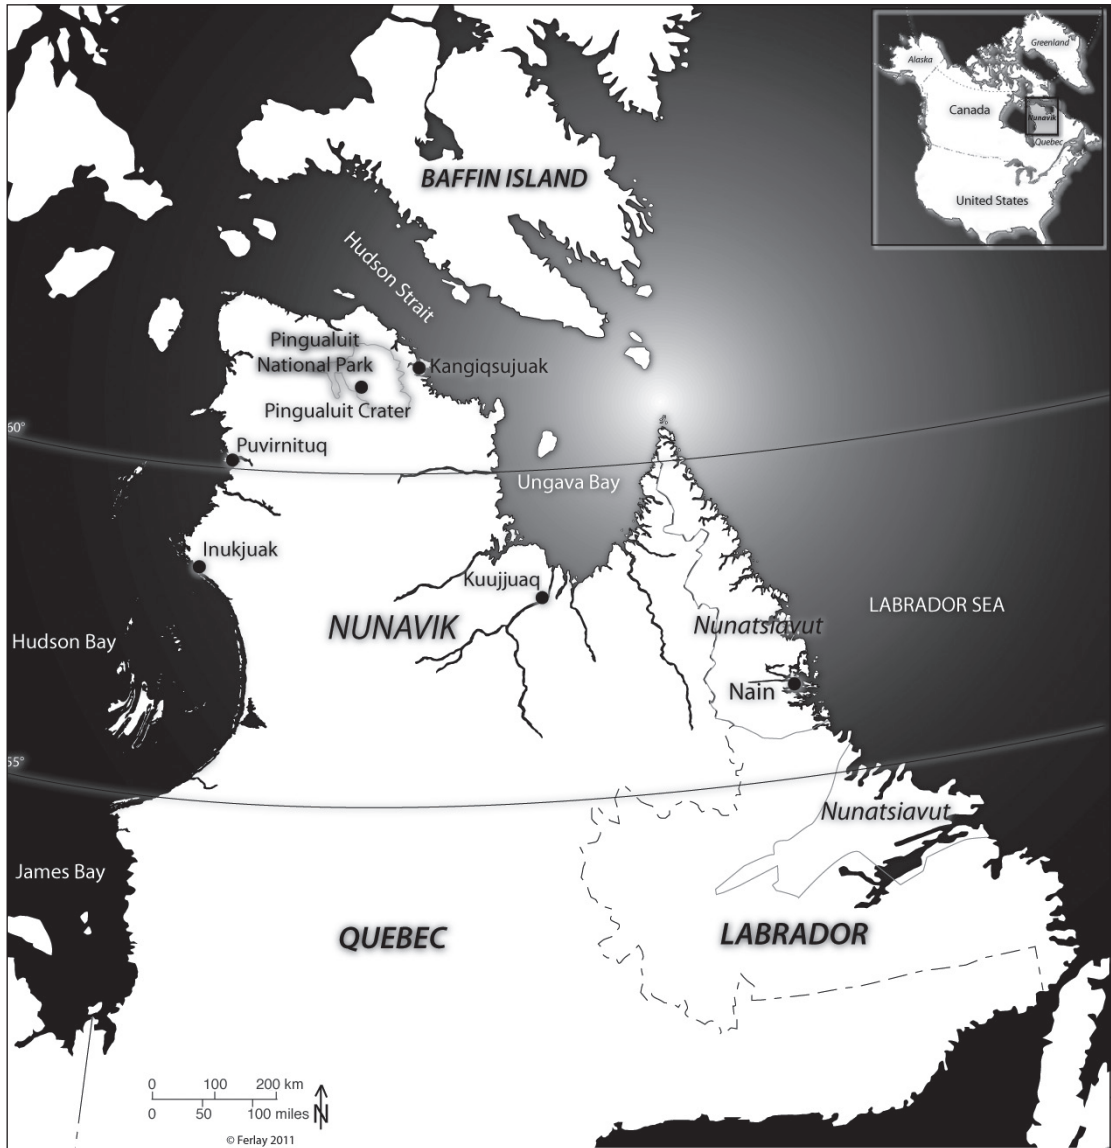 Greenland
Alaska
Canada
Nunavik
Quebec
United States
BAFFIN ISLAND
Hudson Strait
Pingualuit
National Park
Kangiqsujuak
Pingualuit Crater
60°
Puvirnituq
Ungava Bay
Inukjuak
Kuujjuaq
LABRADOR SEA
NUNAVIK
Nunatsiavut
Hudson Bay
Nain
55°
Nunatsiavut
James Bay
QUEBEC
LABRADOR
0 100 200 km
0 50 100 miles
N
© Ferlay 2011